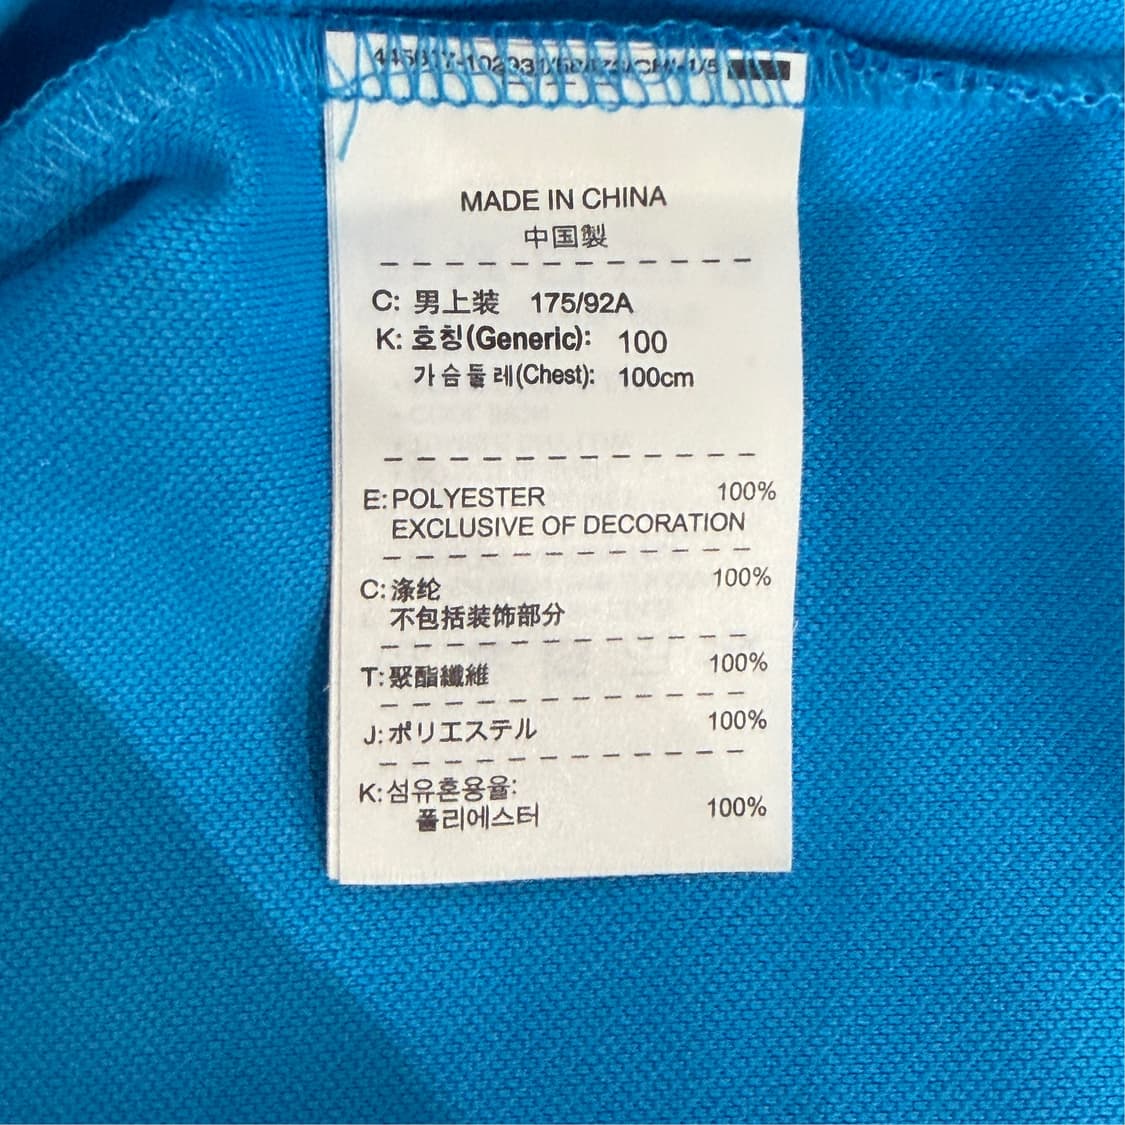 MADE IN CHINA
中国製
C: 男上装 175/92A
K: 호칭(Generic): 100
가슴둘레(Chest): 100cm
E: POLYESTER 100%
EXCLUSIVE OF DECORATION
C: 涤纶 100%
不包括装饰部分
T: 聚酯纖維 100%
J: ポリエステル 100%
K: 섬유혼용율:
폴리에스터 100%